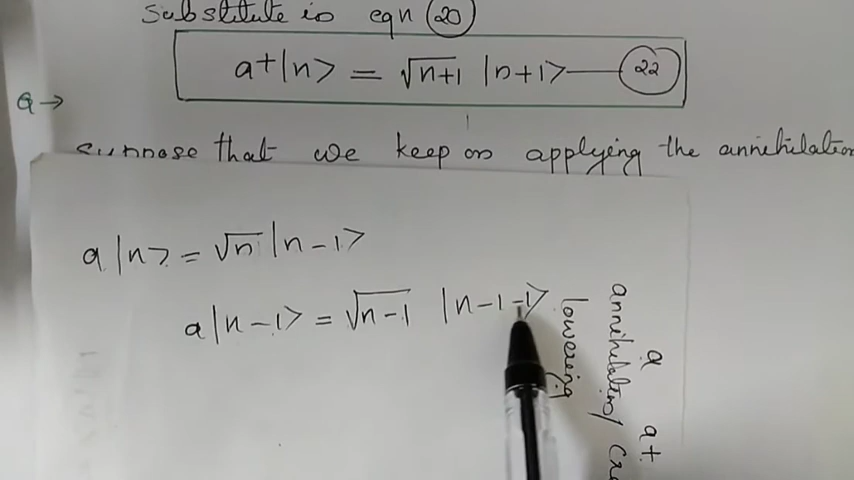 Substitute in eqn (20)
a+|n> = √n+1 |n+1> — (22)
a →
suppose that we keep on applying the annihilation
a|n> = √n |n-1>
a|n-1> = √n-1 |n-1-1>
a
annihilation/
lowering
a+